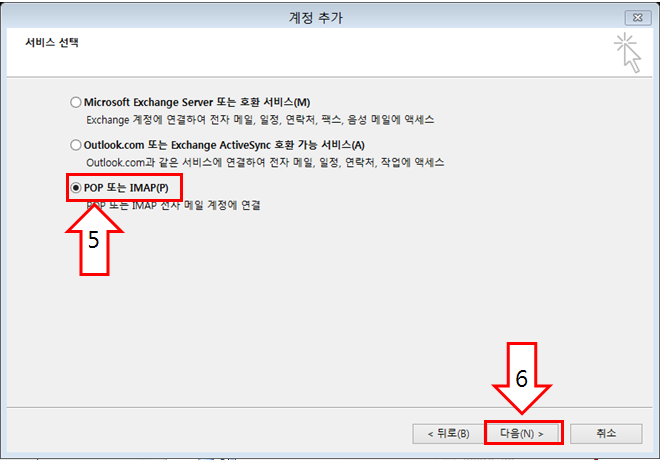 계정 추가
서비스 선택
Microsoft Exchange Server 또는 호환 서비스(M)
Exchange 계정에 연결하여 전자 메일, 일정, 연락처, 팩스, 음성 메일에 액세스
Outlook.com 또는 Exchange ActiveSync 호환 가능 서비스(A)
Outlook.com과 같은 서비스에 연결하여 전자 메일, 일정, 연락처, 작업에 액세스
POP 또는 IMAP(P)
POP 또는 IMAP 전자 메일 계정에 연결
5
6
< 뒤로(B)
다음(N) >
취소